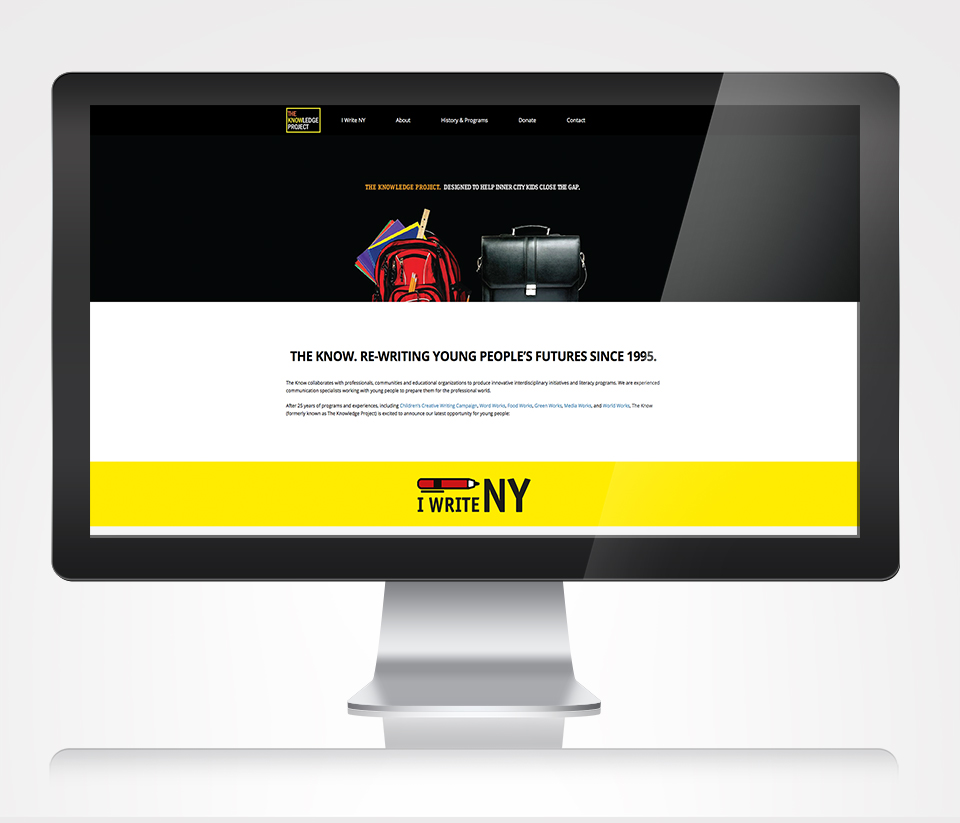 THE
KNOWLEDGE
PROJECT
I Write NY
About
History & Programs
Donate
Contact
THE KNOWLEDGE PROJECT. DESIGNED TO HELP INNER CITY KIDS CLOSE THE GAP.
THE KNOW. RE-WRITING YOUNG PEOPLE'S FUTURES SINCE 1995.
The Know collaborates with professionals, communities and educational organizations to produce innovative interdisciplinary initiatives and literacy programs. We are experienced
communication specialists working with young people to prepare them for the professional world.
After 25 years of programs and experiences, including Children's Creative Writing Campaign, Word Works, Food Works, Green Works, Media Works, and World Works, The Know
(formerly known as The Knowledge Project) is excited to announce our latest opportunity for young people:
I WRITE NY